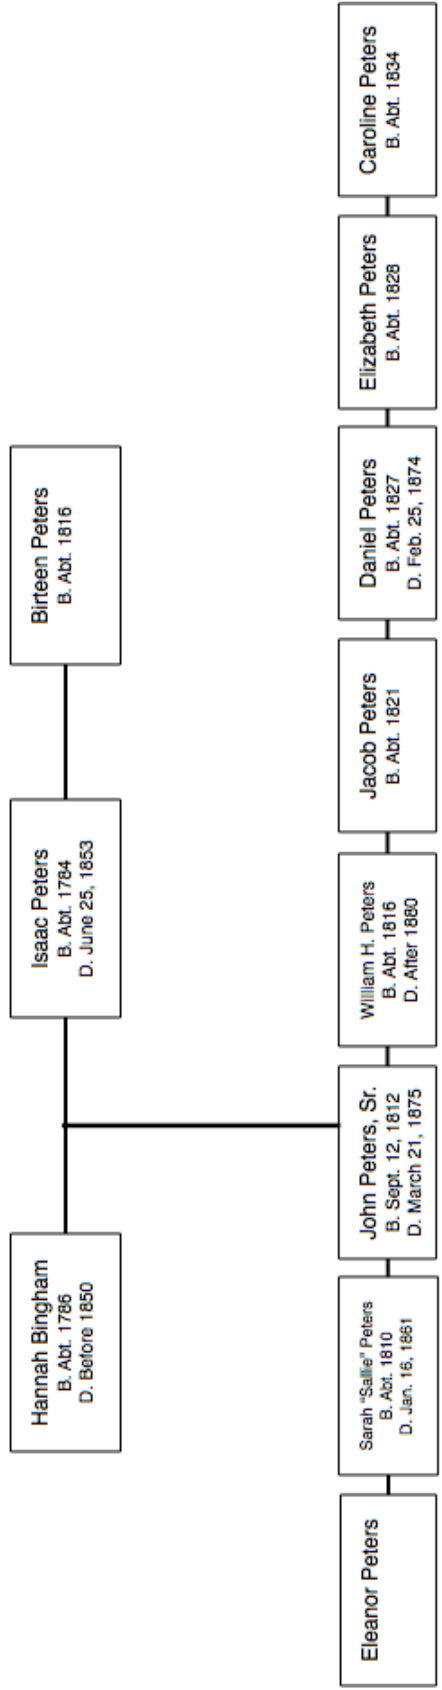 Hannah Bingham
B. Abt. 1786
D. Before 1850
Isaac Peters
B. Abt. 1784
D. June 25, 1853
Birteen Peters
B. Abt. 1816
Eleanor Peters
Sarah "Sallie" Peters
B. Abt. 1810
D. Jan. 16, 1861
John Peters, Sr.
B. Sept. 12, 1812
D. March 21, 1875
William H. Peters
B. Abt. 1816
D. After 1880
Jacob Peters
B. Abt. 1821
Daniel Peters
B. Abt. 1827
D. Feb. 25, 1874
Elizabeth Peters
B. Abt. 1828
Caroline Peters
B. Abt. 1834